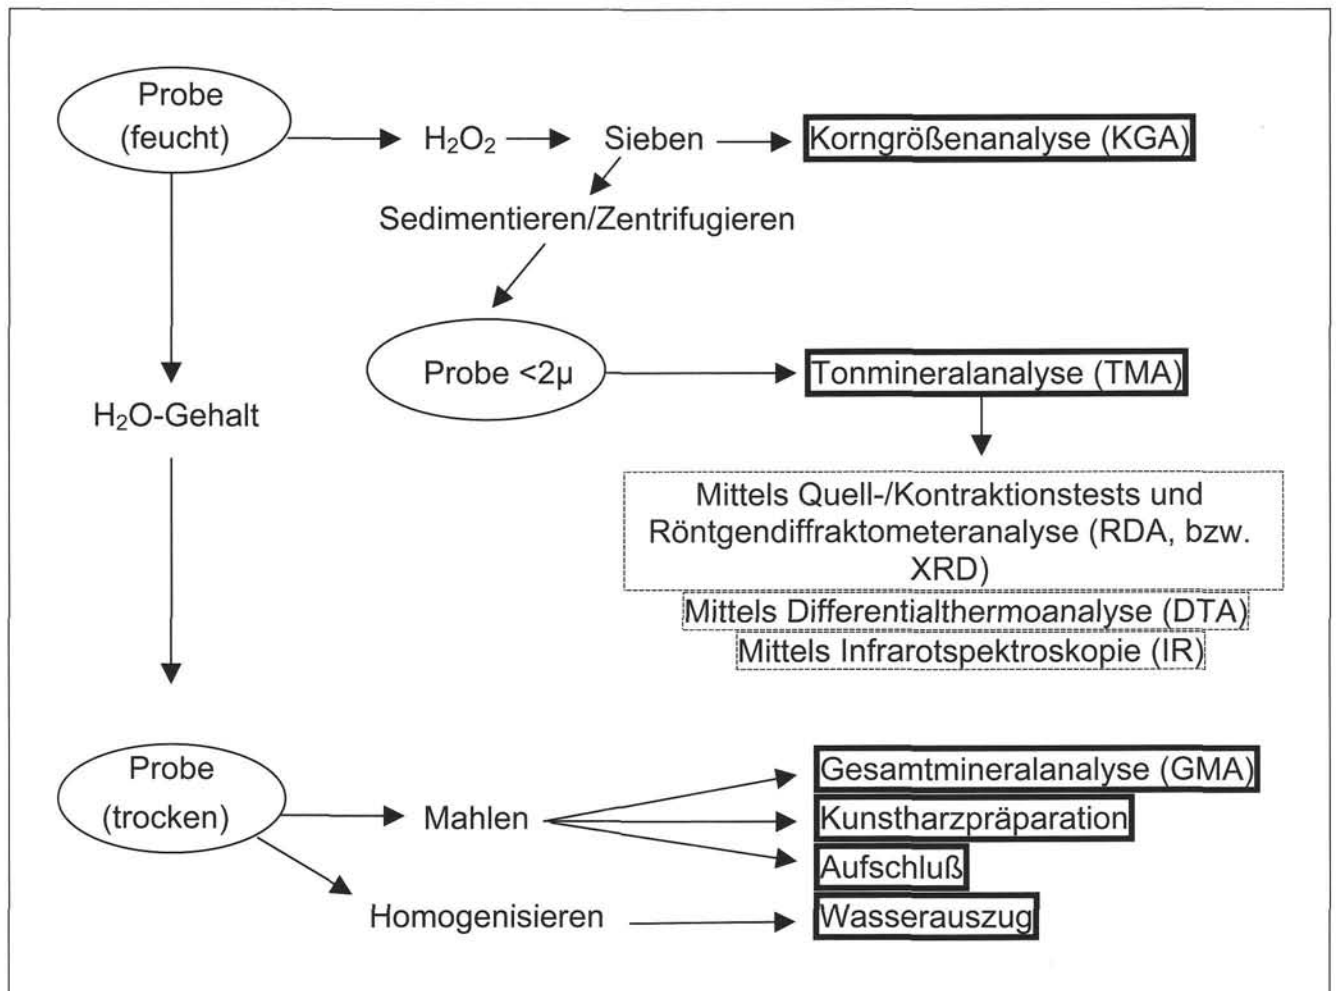 Probe
(feucht)
H₂O₂
Sieben
Korngrößenanalyse (KGA)
Sedimentieren/Zentrifugieren
Probe <2µ
Tonmineralanalyse (TMA)
H₂O-Gehalt
Mittels Quell-/Kontraktionstests und
Röntgendiffraktometeranalyse (RDA, bzw.
XRD)
Mittels Differentialthermoanalyse (DTA)
Mittels Infrarotspektroskopie (IR)
Probe
(trocken)
Mahlen
Gesamtmineralanalyse (GMA)
Kunstharzpräparation
Aufschluß
Homogenisieren
Wasserauszug